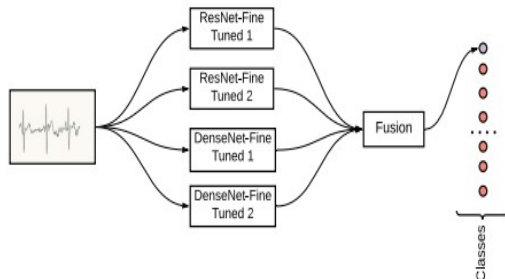 ResNet-Fine
Tuned 1
ResNet-Fine
Tuned 2
DenseNet-Fine
Tuned 1
DenseNet-Fine
Tuned 2
Fusion
Classes